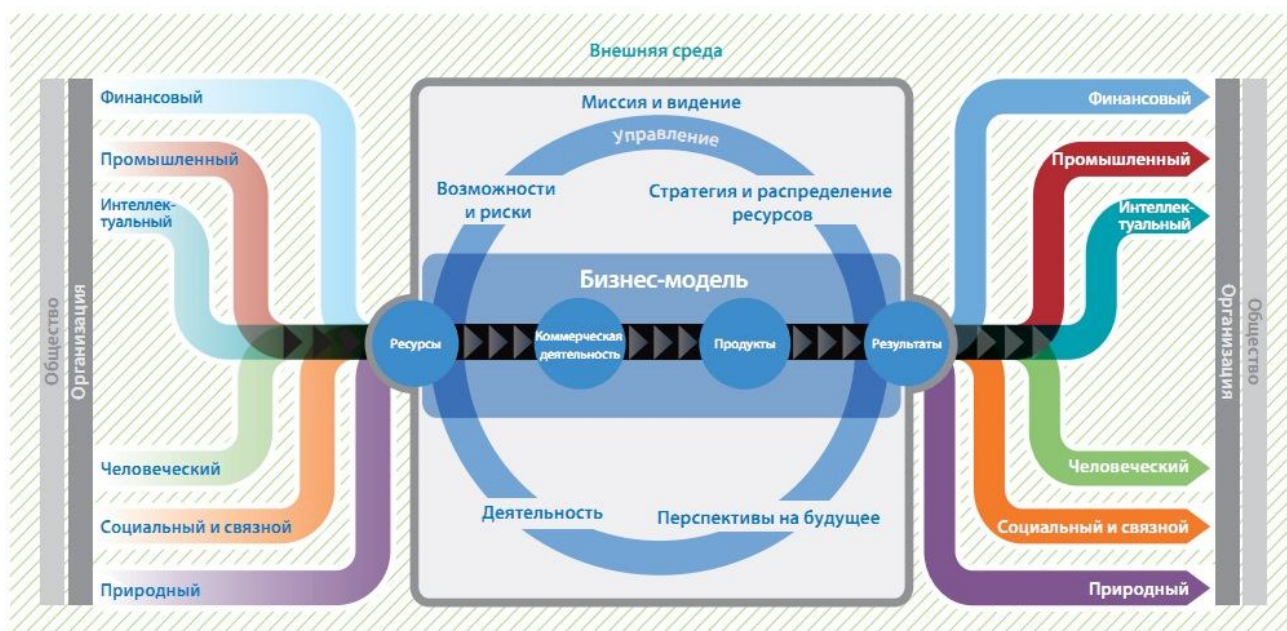 Внешняя среда
Общество
Организация
Финансовый
Промышленный
Интеллек-
туальный
Человеческий
Социальный и связной
Природный
Миссия и видение
Управление
Возможности
и риски
Стратегия и распределение
ресурсов
Бизнес-модель
Ресурсы
Коммерческая
деятельность
Продукты
Результаты
Деятельность
Перспективы на будущее
Финансовый
Промышленный
Интеллек-
туальный
Человеческий
Социальный и связной
Природный
Организация
Общество